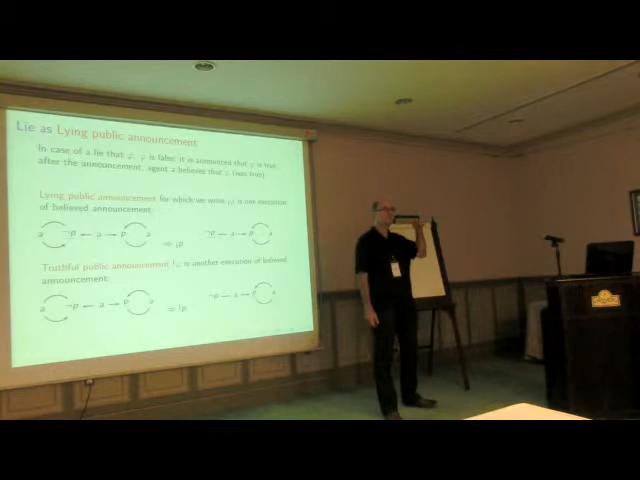 Lie as Lying public announcement
In case of a lie that φ, φ is false; it is announced that φ is true;
after the announcement, agent a believes that φ (was true).
Lying public announcement for which we write ¡φ is one execution
of believed announcement:
a ¬p ← a → p a ⇒ ¡p ¬p — a → p a
Truthful public announcement !φ is another execution of believed
announcement:
a ¬p ← a → p a ⇒ !p ¬p — a → p a